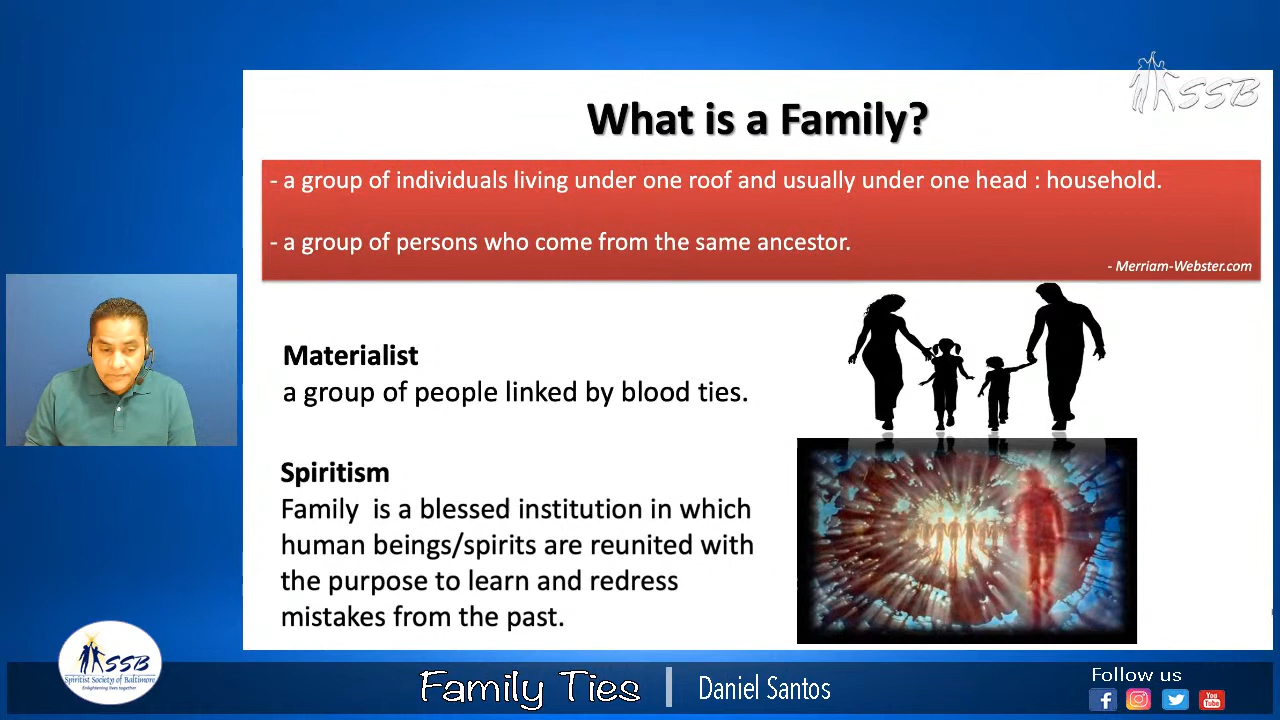 SSB
What is a Family?
- a group of individuals living under one roof and usually under one head : household.
- a group of persons who come from the same ancestor.
- Merriam-Webster.com
Materialist
a group of people linked by blood ties.
Spiritism
Family is a blessed institution in which
human beings/spirits are reunited with
the purpose to learn and redress
mistakes from the past.
SSB
Spiritist Society of Baltimore
Enlightening lives together
Family Ties
Daniel Santos
Follow us
You
Tube